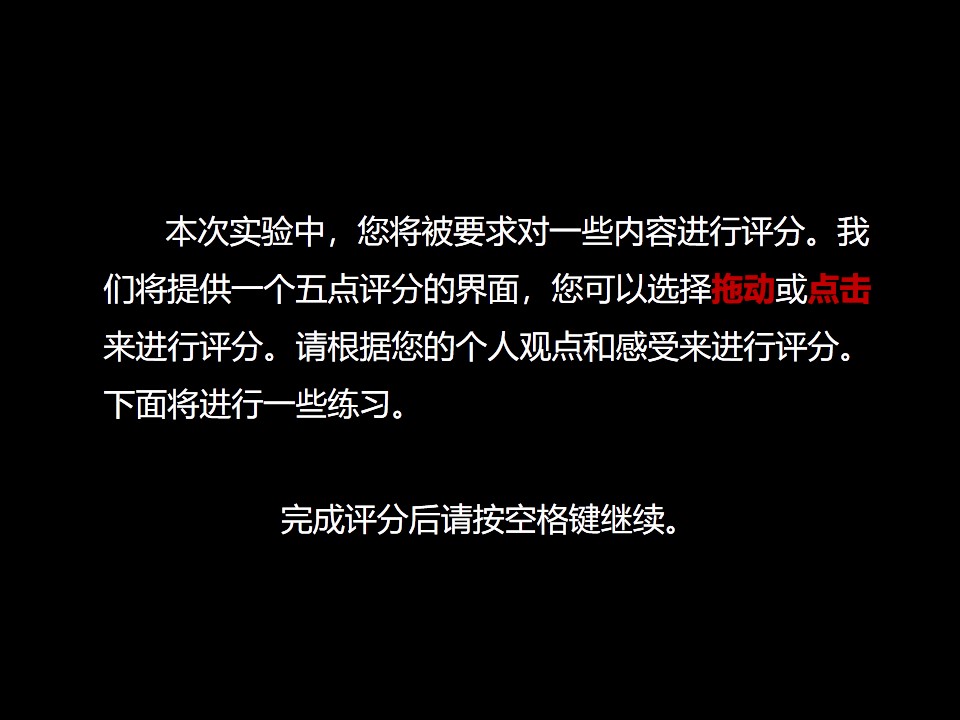 本次实验中，您将被要求对一些内容进行评分。我
们将提供一个五点评分的界面，您可以选择拖动或点击
来进行评分。请根据您的个人观点和感受来进行评分。
下面将进行一些练习。
完成评分后请按空格键继续。